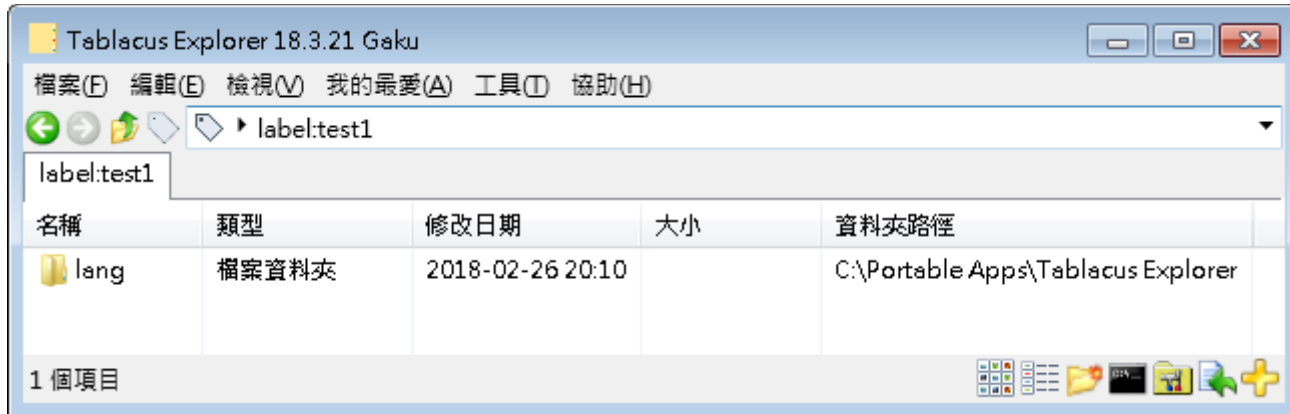 Tablacus Explorer 18.3.21 Gaku
檔案(F) 編輯(E) 檢視(V) 我的最愛(A) 工具(T) 協助(H)
label:test1
label:test1
名稱 類型 修改日期 大小 資料夾路徑
lang 檔案資料夾 2018-02-26 20:10 C:\Portable Apps\Tablacus Explorer
1 個項目